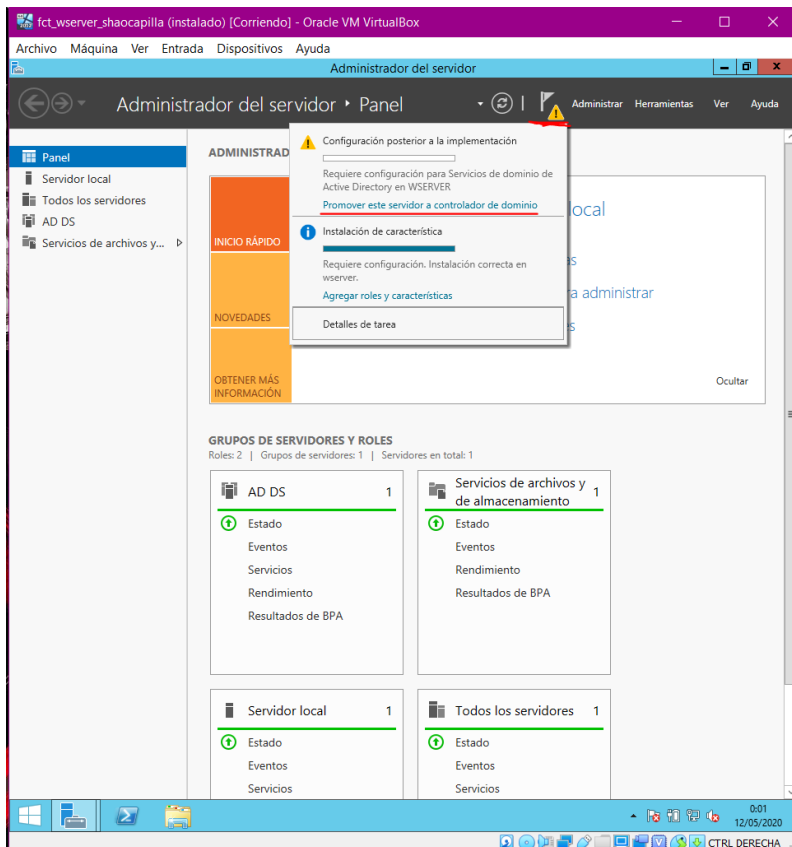 fct_wserver_shaocapilla (instalado) [Corriendo] - Oracle VM VirtualBox
Archivo Máquina Ver Entrada Dispositivos Ayuda
Administrador del servidor
Administrador del servidor Panel
Administrar Herramientas Ver Ayuda
Panel
Servidor local
Todos los servidores
AD DS
Servicios de archivos y...
ADMINISTRAD
Configuración posterior a la implementación
Requiere configuración para Servicios de dominio de
Active Directory en WSERVER
Promover este servidor a controlador de dominio
Instalación de característica
Requiere configuración. Instalación correcta en
wserver.
Agregar roles y características
Detalles de tarea
local
as
a administrar
s
INICIO RÁPIDO
NOVEDADES
OBTENER MÁS
INFORMACIÓN
Ocultar
GRUPOS DE SERVIDORES Y ROLES
Roles: 2 | Grupos de servidores: 1 | Servidores en total: 1
AD DS 1
Estado
Eventos
Servicios
Rendimiento
Resultados de BPA
Servicios de archivos y
de almacenamiento 1
Estado
Eventos
Rendimiento
Resultados de BPA
Servidor local 1
Estado
Eventos
Servicios
Todos los servidores 1
Estado
Eventos
Servicios
0:01
12/05/2020
CTRL DERECHA